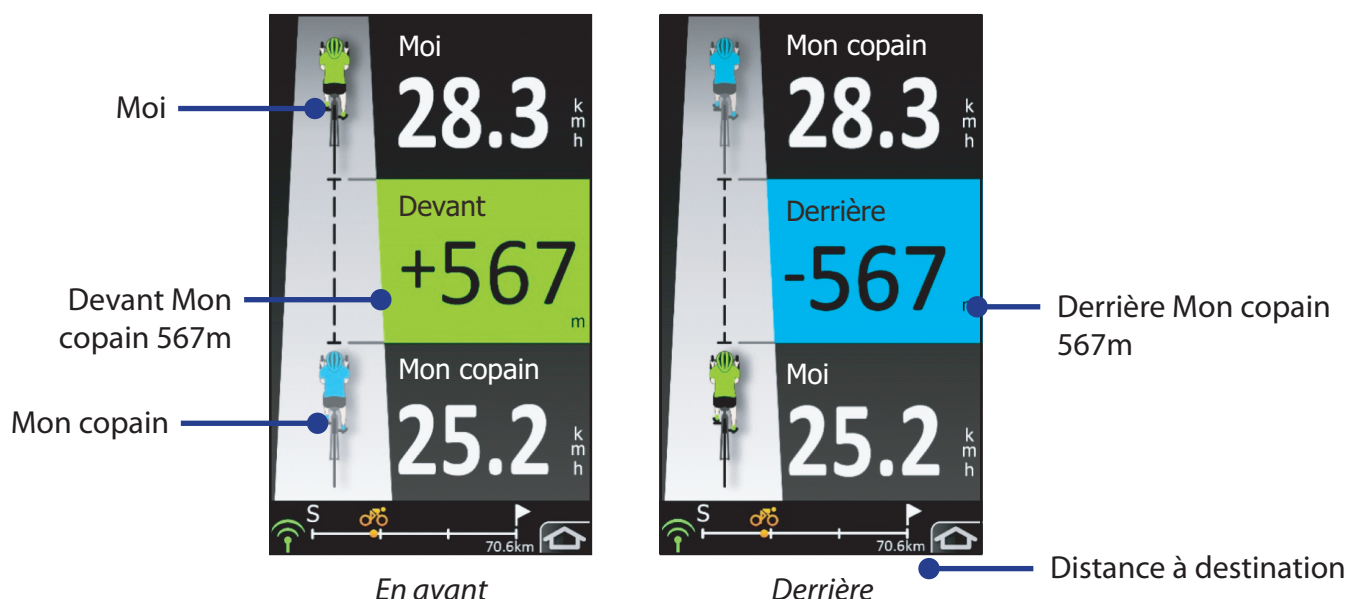 Moi
Devant Mon
copain 567m
Mon copain
Moi
28.3
k
m
h
Devant
+567
m
Mon copain
25.2
k
m
h
S
70.6km
En avant
Mon copain
28.3
k
m
h
Derrière
-567
m
Moi
25.2
k
m
h
S
70.6km
Derrière
Derrière Mon copain
567m
Distance à destination